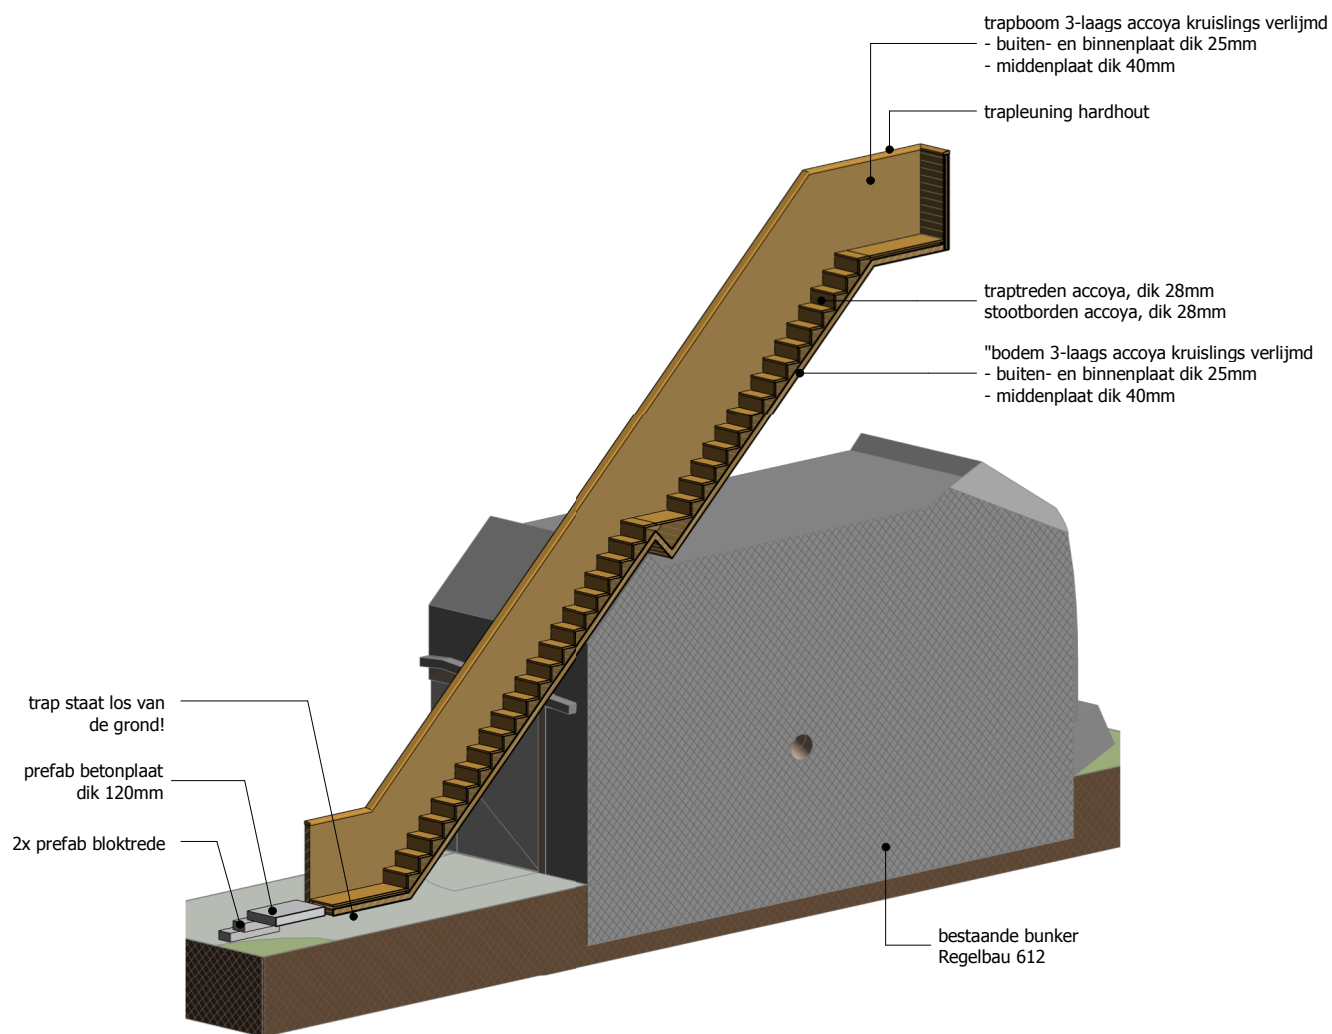 trapboom 3-laags accoya kruislings verlijmd
- buiten- en binnenplaat dik 25mm
- middenplaat dik 40mm
trapleuning hardhout
traptreden accoya, dik 28mm
stootborden accoya, dik 28mm
"bodem 3-laags accoya kruislings verlijmd
- buiten- en binnenplaat dik 25mm
- middenplaat dik 40mm
trap staat los van
de grond!
prefab betonplaat
dik 120mm
2x prefab bloktrede
bestaande bunker
Regelbau 612